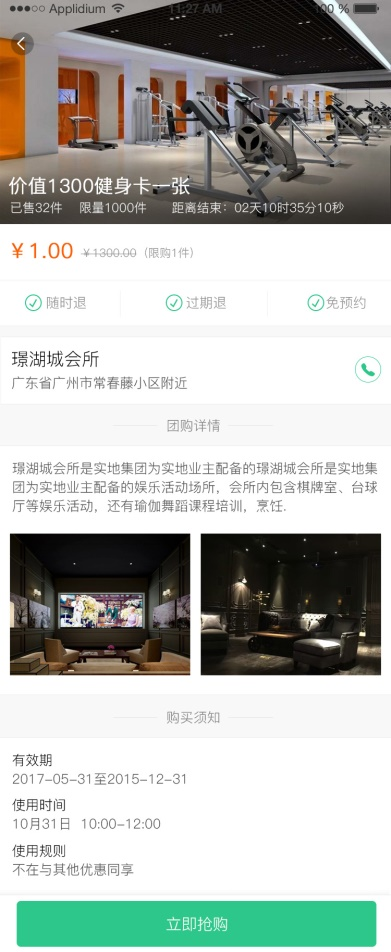 Applidium 11:27 AM 100 %
价值1300健身卡一张
已售32件 限量1000件 距离结束：02天10时35分10秒
￥1.00 ￥1300.00（限购1件）
随时退 过期退 免预约
璟湖城会所
广东省广州市常春藤小区附近
团购详情
璟湖城会所是实地集团为实地业主配备的璟湖城会所是实地集
团为实地业主配备的娱乐活动场所，会所内包含棋牌室、台球
厅等娱乐活动，还有瑜伽舞蹈课程培训，烹饪.
购买须知
有效期
2017-05-31至2015-12-31
使用时间
10月31日 10:00-12:00
使用规则
不在与其他优惠同享
立即抢购